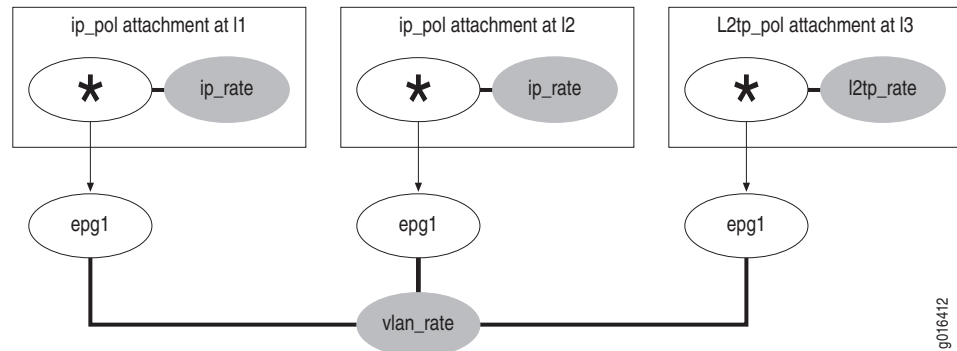 ip_pol attachment at l1
ip_pol attachment at l2
L2tp_pol attachment at l3
*
ip_rate
*
ip_rate
*
l2tp_rate
epg1
epg1
epg1
vlan_rate
g016412